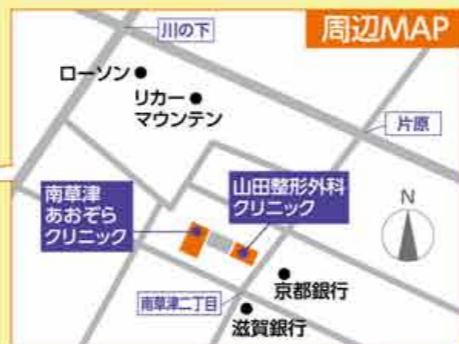 周辺MAP
川の下
ローソン
リカー
マウンテン
片原
南草津
あおぞら
クリニック
山田整形外科
クリニック
N
南草津二丁目
京都銀行
滋賀銀行